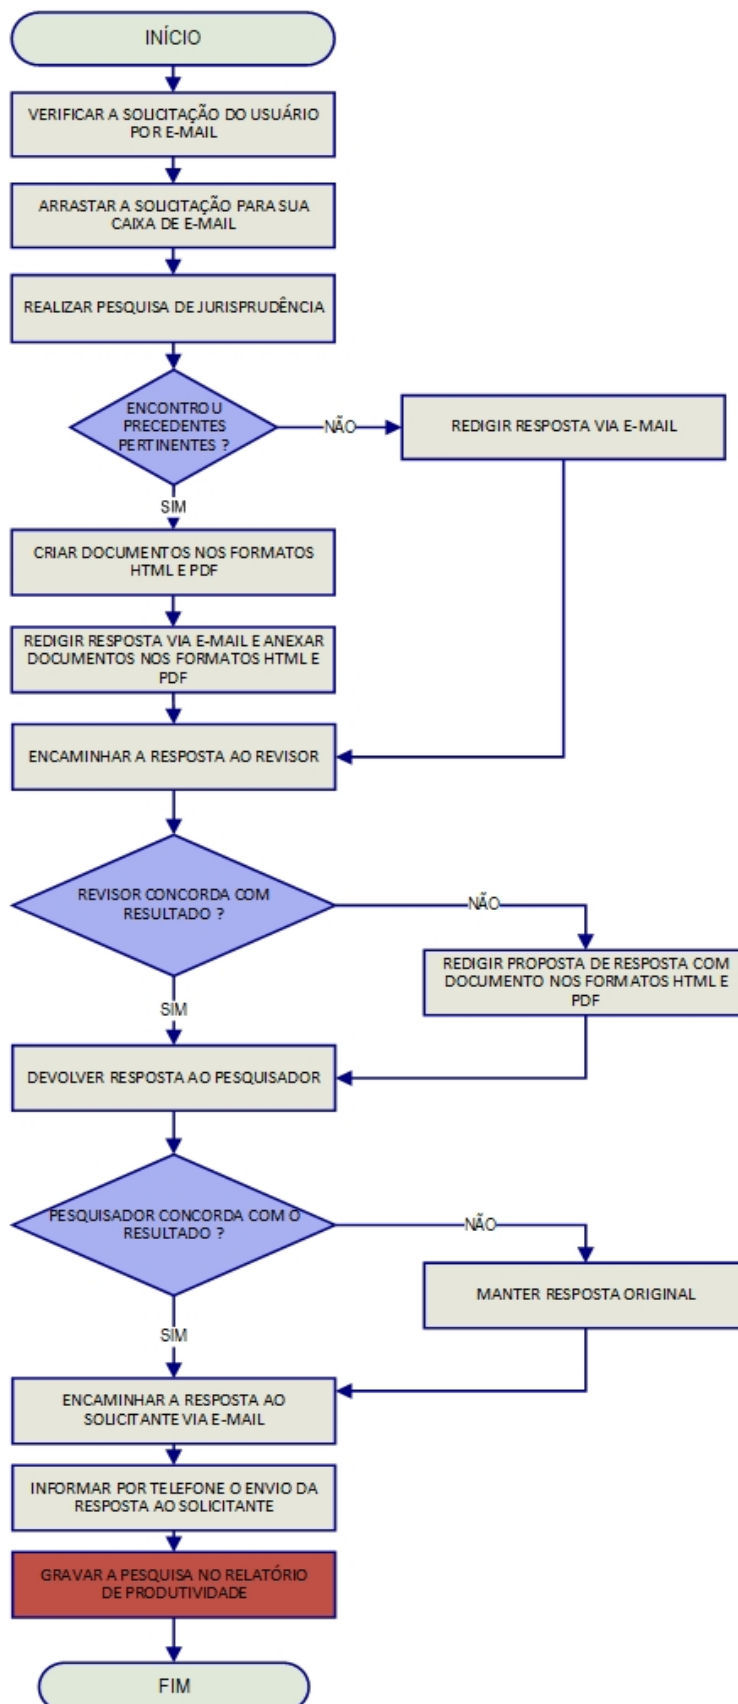 INÍCIO
VERIFICAR A SOLICITAÇÃO DO USUÁRIO
POR E-MAIL
ARRASTAR A SOLICITAÇÃO PARA SUA
CAIXA DE E-MAIL
REALIZAR PESQUISA DE JURISPRUDÊNCIA
ENCONTROU
PRECEDENTES
PERTINENTES ?
NÃO
REDIGIR RESPOSTA VIA E-MAIL
SIM
CRIAR DOCUMENTOS NOS FORMATOS
HTML E PDF
REDIGIR RESPOSTA VIA E-MAIL E ANEXAR
DOCUMENTOS NOS FORMATOS HTML E
PDF
ENCAMINHAR A RESPOSTA AO REVISOR
REVISOR CONCORDA COM
RESULTADO ?
NÃO
REDIGIR PROPOSTA DE RESPOSTA COM
DOCUMENTO NOS FORMATOS HTML E
PDF
SIM
DEVOLVER RESPOSTA AO PESQUISADOR
PESQUISADOR CONCORDA COM O
RESULTADO ?
NÃO
MANTER RESPOSTA ORIGINAL
SIM
ENCAMINHAR A RESPOSTA AO
SOLICITANTE VIA E-MAIL
INFORMAR POR TELEFONE O ENVIO DA
RESPOSTA AO SOLICITANTE
GRAVAR A PESQUISA NO RELATÓRIO
DE PRODUTIVIDADE
FIM